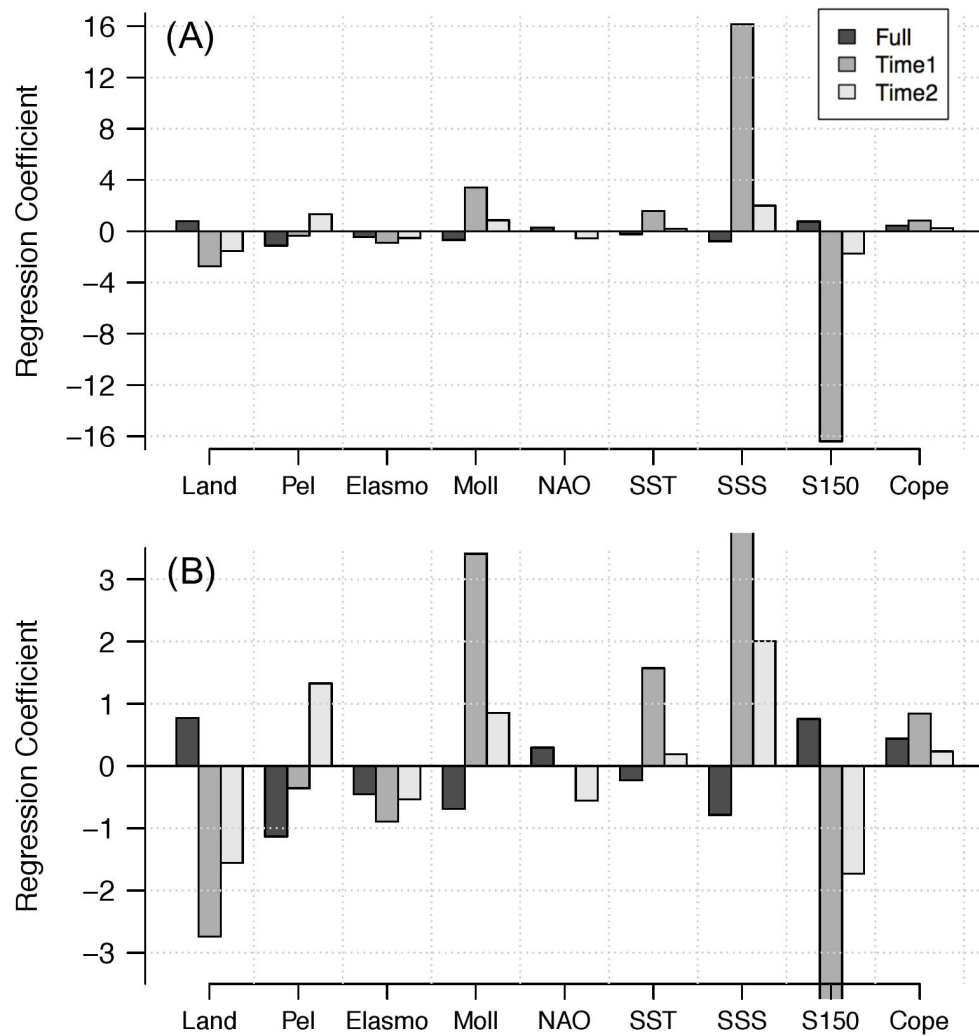 (A)
Full
Time1
Time2
Regression Coefficient
16
12
8
4
0
−4
−8
−12
−16
Land Pel Elasmo Moll NAO SST SSS S150 Cope
(B)
Regression Coefficient
3
2
1
0
−1
−2
−3
Land Pel Elasmo Moll NAO SST SSS S150 Cope